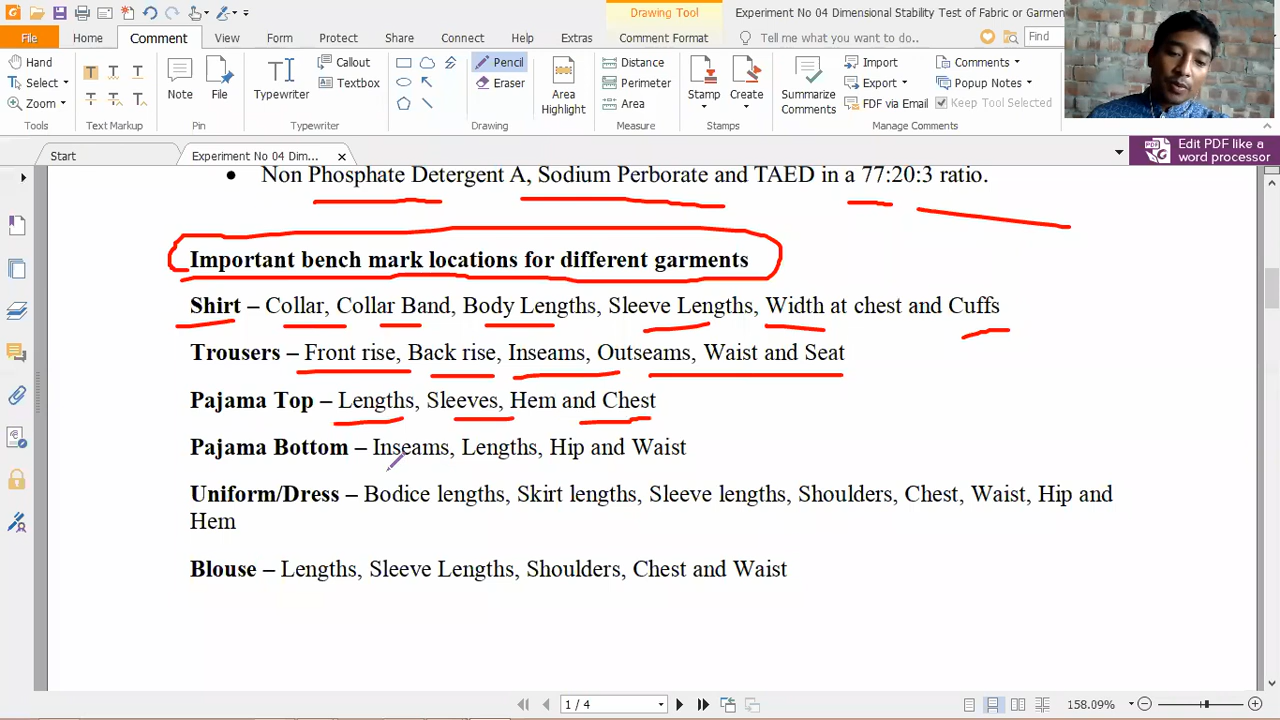 Drawing Tool
Experiment No 04 Dimensional Stability Test of Fabric or Garmen
File Home Comment View Form Protect Share Connect Help Extras Comment Format Tell me what you want to do... Find
Hand
Select
Zoom
Tools
T T T
T T T
Text Markup
Note
File
Pin
Typewriter
Callout
Textbox
Typewriter
Pencil
Eraser
Area Highlight
Drawing
Distance
Perimeter
Area
Measure
Stamp
Create
Stamps
Summarize Comments
Import
Export
FDF via Email
Comments
Popup Notes
Keep Tool Selected
Manage Comments
Start
Experiment No 04 Dim...
Edit PDF like a
word processor
• Non Phosphate Detergent A, Sodium Perborate and TAED in a 77:20:3 ratio.
Important bench mark locations for different garments
Shirt – Collar, Collar Band, Body Lengths, Sleeve Lengths, Width at chest and Cuffs
Trousers – Front rise, Back rise, Inseams, Outseams, Waist and Seat
Pajama Top – Lengths, Sleeves, Hem and Chest
Pajama Bottom – Inseams, Lengths, Hip and Waist
Uniform/Dress – Bodice lengths, Skirt lengths, Sleeve lengths, Shoulders, Chest, Waist, Hip and
Hem
Blouse – Lengths, Sleeve Lengths, Shoulders, Chest and Waist
1 / 4
158.09%